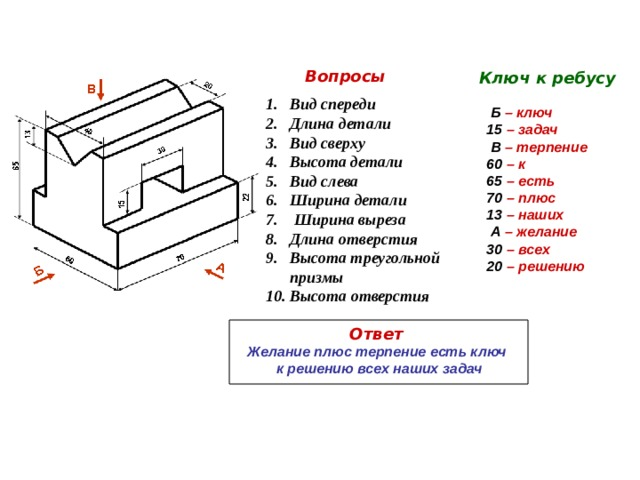 Вопросы
1. Вид спереди
2. Длина детали
3. Вид сверху
4. Высота детали
5. Вид слева
6. Ширина детали
7. Ширина выреза
8. Длина отверстия
9. Высота треугольной
призмы
10. Высота отверстия
Ключ к ребусу
Б – ключ
15 – задач
В – терпение
60 – к
65 – есть
70 – плюс
13 – наших
А – желание
30 – всех
20 – решению
В
20
13
40
65
30
15
22
60
70
Б
А
Ответ
Желание плюс терпение есть ключ
к решению всех наших задач